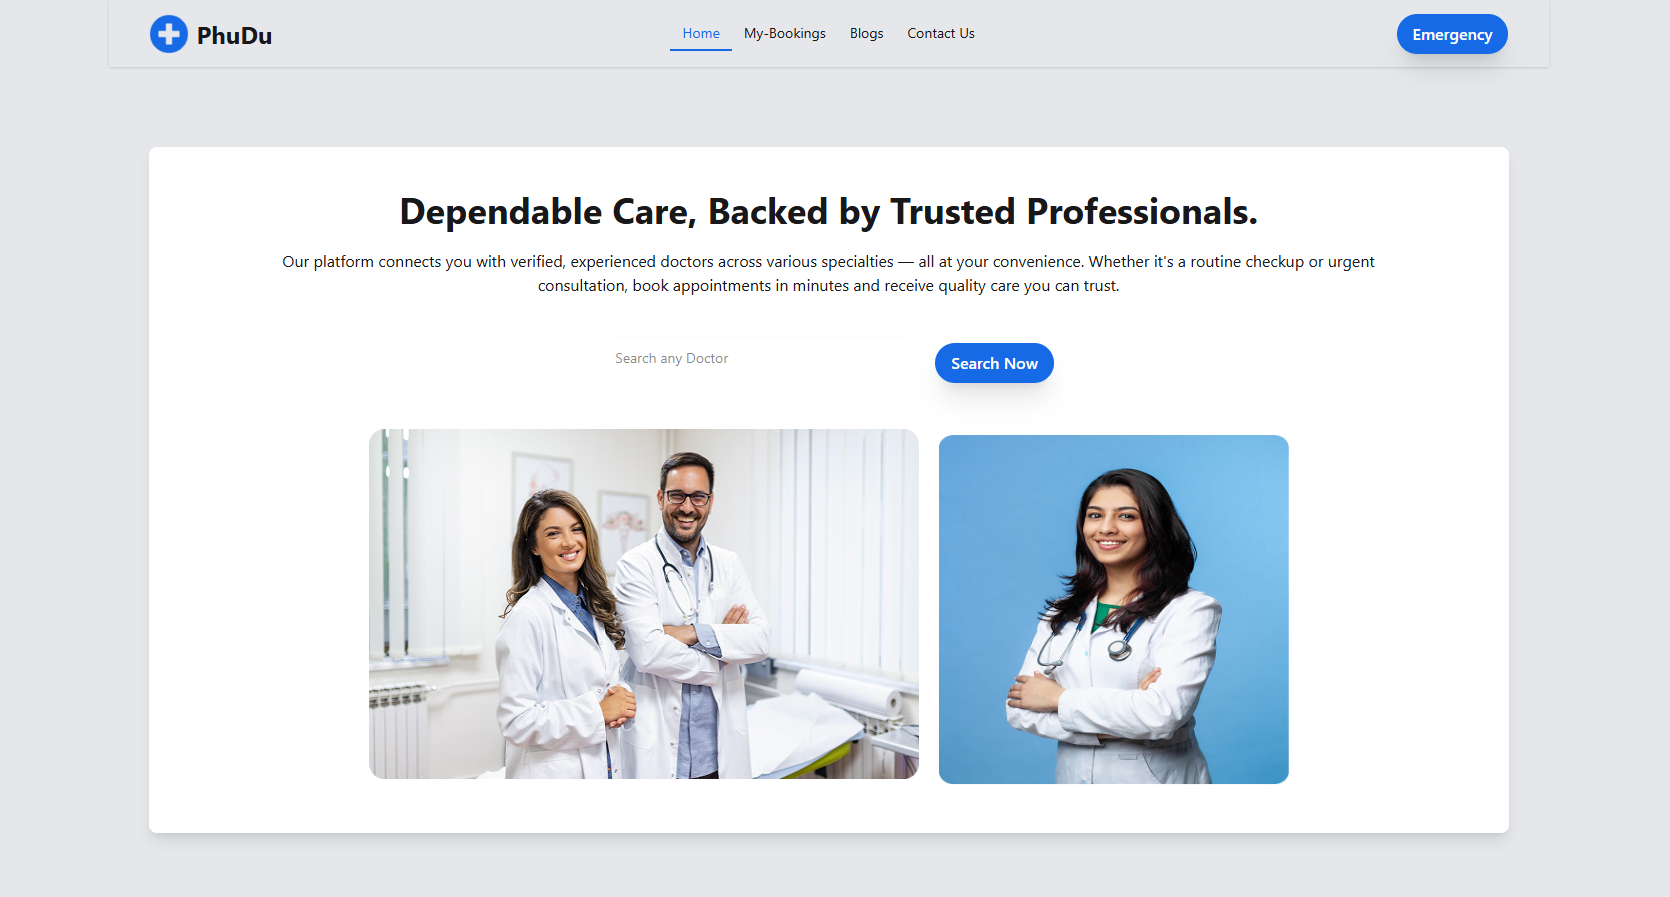 PhuDu
Home
My-Bookings
Blogs
Contact Us
Emergency
Dependable Care, Backed by Trusted Professionals.
Our platform connects you with verified, experienced doctors across various specialties — all at your convenience. Whether it's a routine checkup or urgent
consultation, book appointments in minutes and receive quality care you can trust.
Search any Doctor
Search Now